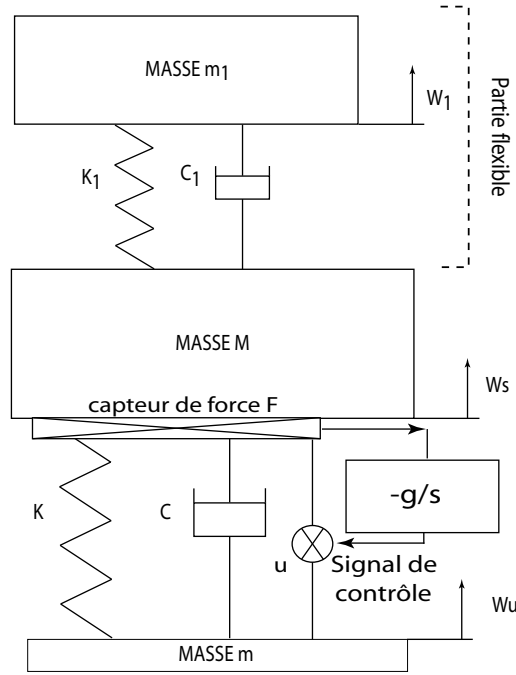 MASSE m1
W1
Partie flexible
K1
C1
MASSE M
Ws
capteur de force F
-g/s
K
C
u
Signal de
contrôle
Wu
MASSE m